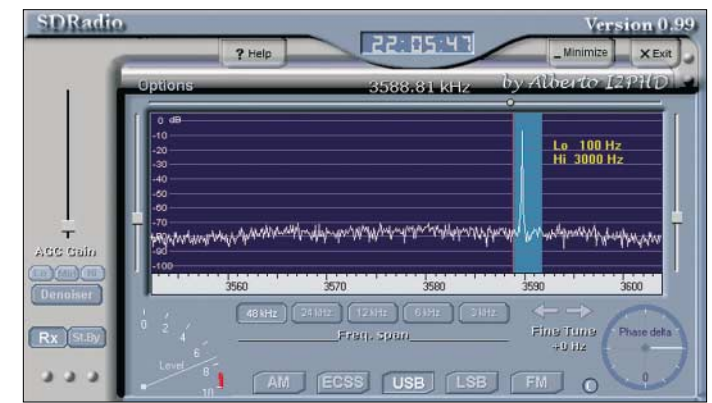 SDRadio
22:05:47
Version 0.99
? Help
_ Minimize
X Exit
Options
3588.81 kHz
by Alberto I2PHD
0 dB
-10
-20
-30
-40
-50
-60
-70
-80
-90
-100
Lo 100 Hz
Hi 3000 Hz
3560 3570 3580 3590 3600
AGC Gain
Lo Mid Hi
Denoiser
Rx St.By
48 kHz 24 kHz 12 kHz 6 kHz 3 kHz
Freq. span
Fine Tune
+0 Hz
Phase delta
0
0 2 4 6 8 10
Level
AM ECSS USB LSB FM